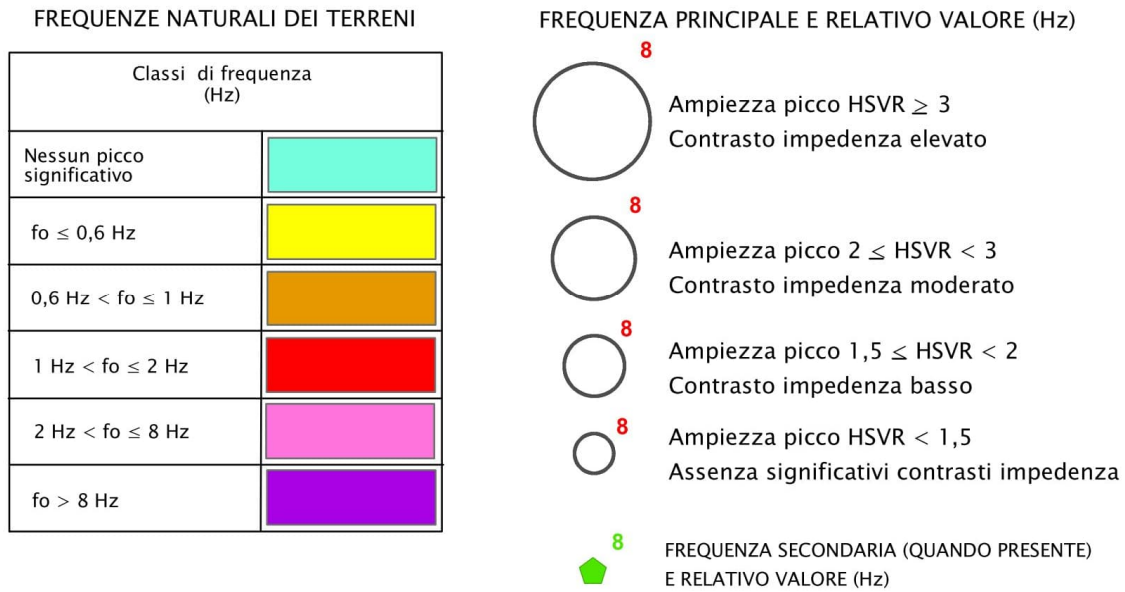 FREQUENZE NATURALI DEI TERRENI
Classi di frequenza
(Hz)
Nessun picco
significativo
fo ≤ 0,6 Hz
0,6 Hz < fo ≤ 1 Hz
1 Hz < fo ≤ 2 Hz
2 Hz < fo ≤ 8 Hz
fo > 8 Hz
FREQUENZA PRINCIPALE E RELATIVO VALORE (Hz)
8
Ampiezza picco HSVR ≥ 3
Contrasto impedenza elevato
8
Ampiezza picco 2 ≤ HSVR < 3
Contrasto impedenza moderato
8
Ampiezza picco 1,5 ≤ HSVR < 2
Contrasto impedenza basso
8
Ampiezza picco HSVR < 1,5
Assenza significativi contrasti impedenza
8
FREQUENZA SECONDARIA (QUANDO PRESENTE)
E RELATIVO VALORE (Hz)